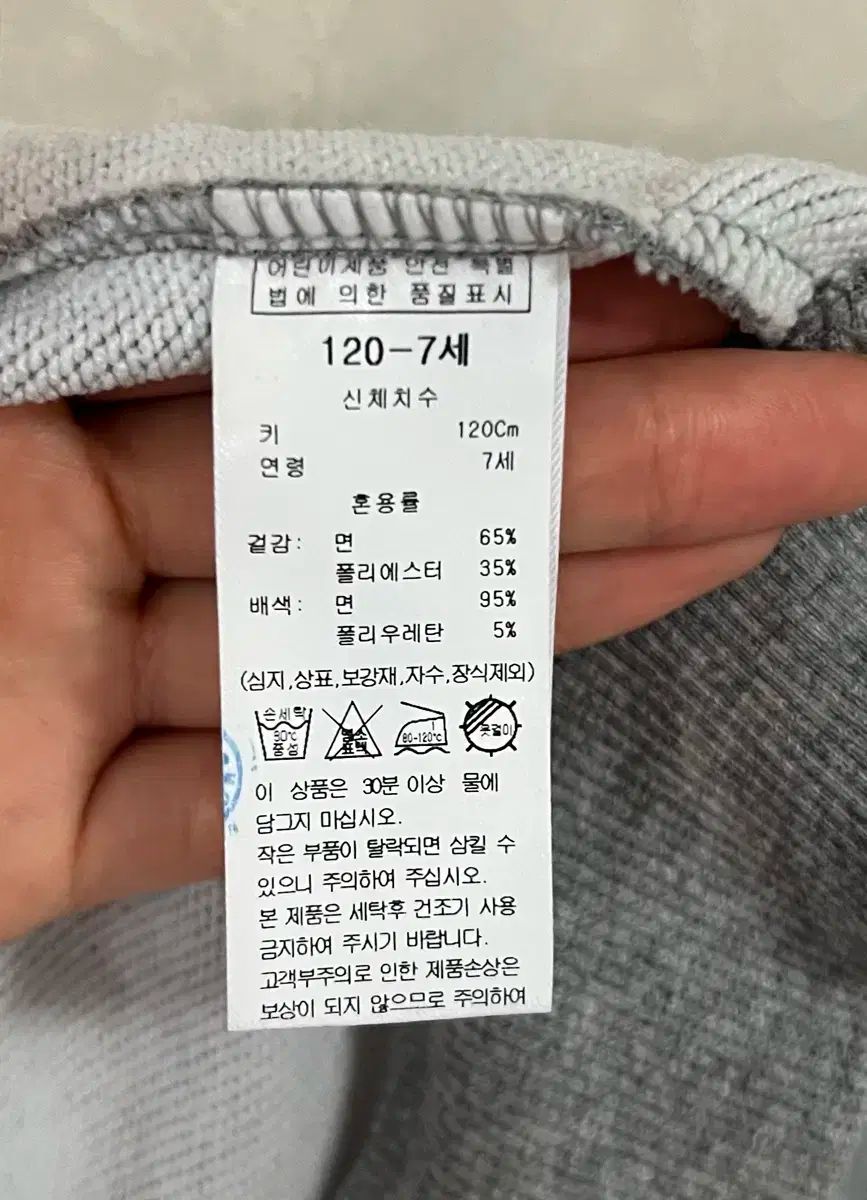 어린이제품 안전 특별
법에 의한 품질표시
120-7세
신체치수
키 120Cm
연령 7세
혼용률
겉감: 면 65%
폴리에스터 35%
배색: 면 95%
폴리우레탄 5%
(심지,상표,보강재,자수,장식제외)
손세탁 30℃ 중성 염소 표백 80-120℃ 옷걸이
이 상품은 30분 이상 물에
담그지 마십시오.
작은 부품이 탈락되면 삼킬 수
있으니 주의하여 주십시오.
본 제품은 세탁후 건조기 사용
금지하여 주시기 바랍니다.
고객부주의로 인한 제품손상은
보상이 되지 않으므로 주의하여